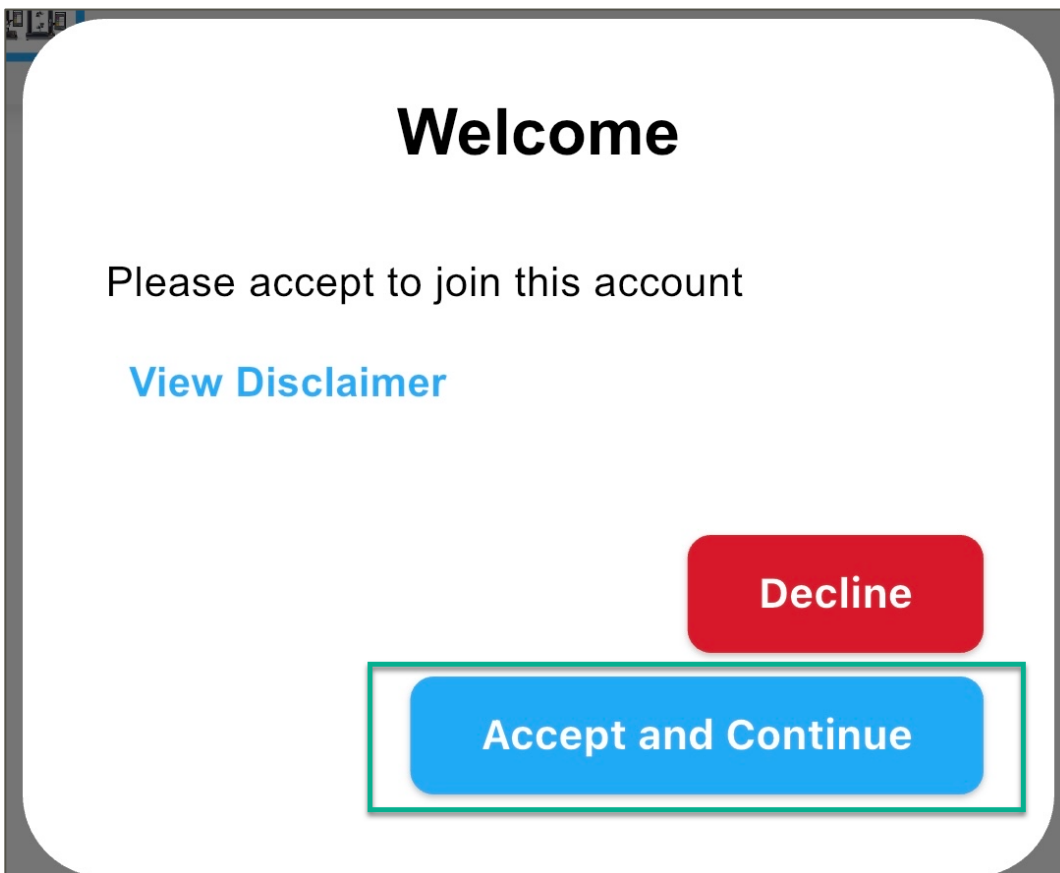 Welcome
Please accept to join this account
View Disclaimer
Decline
Accept and Continue